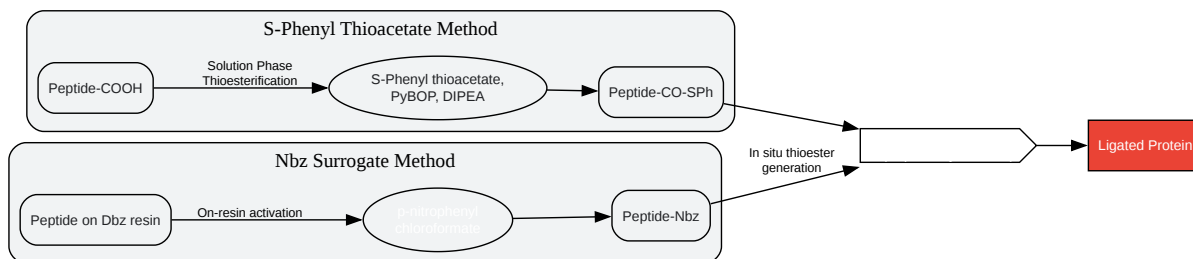 S-Phenyl Thioacetate Method
Peptide-COOH
Solution Phase
Thioesterification
S-Phenyl thioacetate,
PyBOP, DIPEA
Peptide-CO-SPh
Nbz Surrogate Method
Peptide on Dbz resin
On-resin activation
p-nitrophenyl
chloroformate
Peptide-Nbz
In situ thioester
generation
Ligated Protein